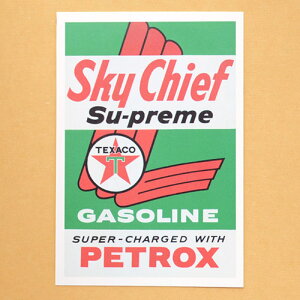 Sky Chief
Su-preme
TEXACO
T
GASOLINE
SUPER-CHARGED WITH
PETROX